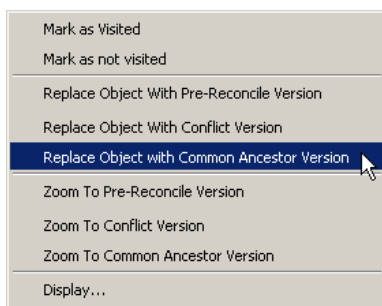 Mark as Visited
Mark as not visited
Replace Object With Pre-Reconcile Version
Replace Object With Conflict Version
Replace Object with Common Ancestor Version
Zoom To Pre-Reconcile Version
Zoom To Conflict Version
Zoom To Common Ancestor Version
Display...